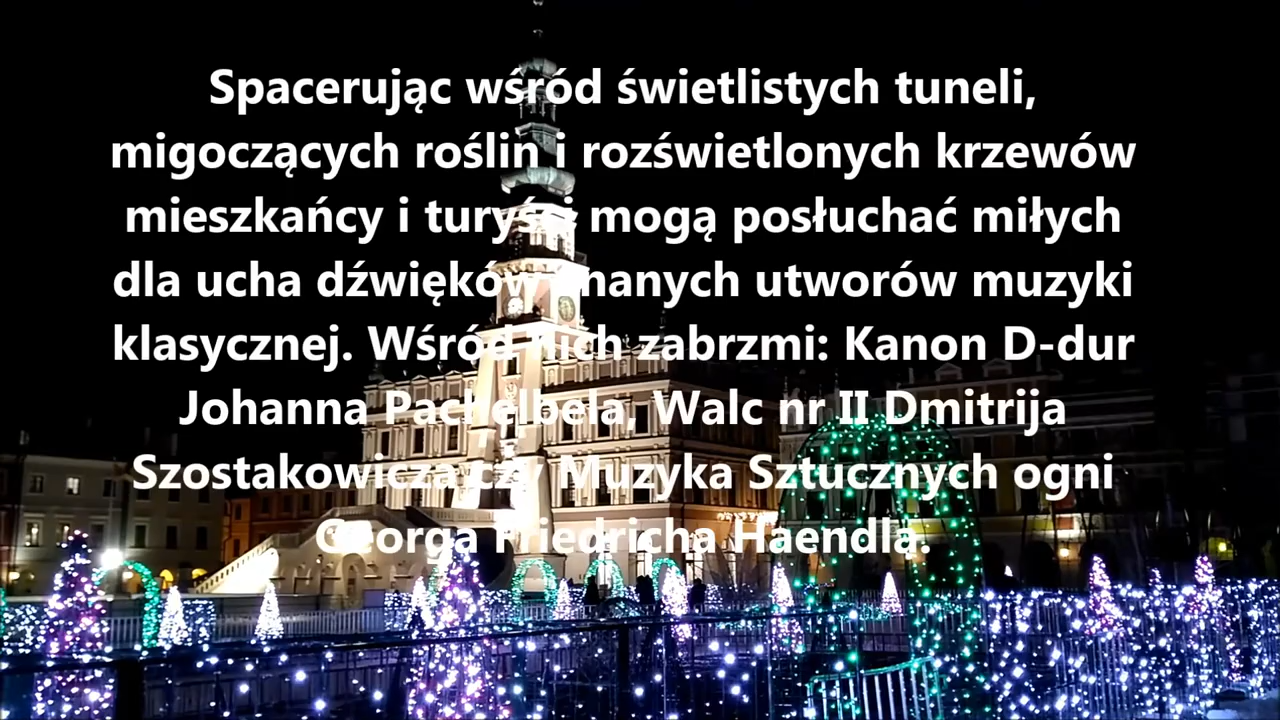 Spacerując wśród świetlistych tuneli,
migoczących roślin i rozświetlonych krzewów
mieszkańcy i turyści mogą posłuchać miłych
dla ucha dźwięków znanych utworów muzyki
klasycznej. Wśród nich zabrzmi: Kanon D-dur
Johanna Pachelbela, Walc nr II Dmitrija
Szostakowicza czy Muzyka Sztucznych ogni
Georga Friedricha Haendla.